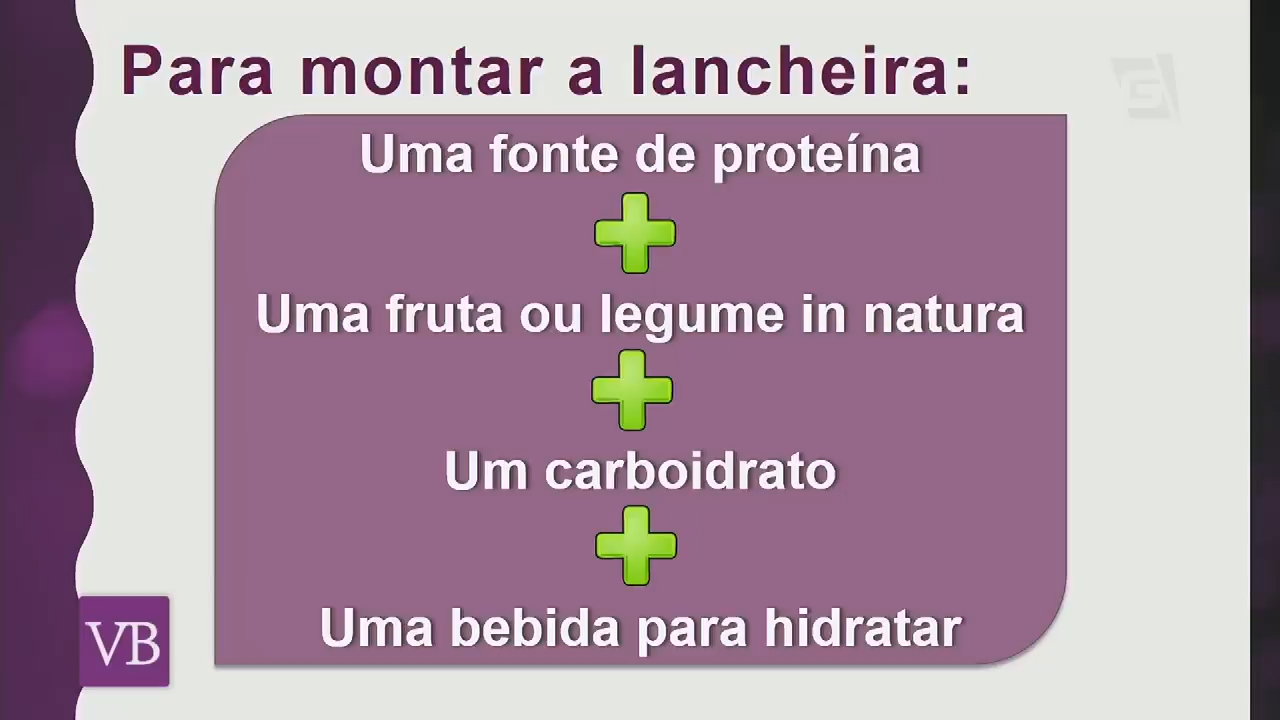 Para montar a lancheira:
Uma fonte de proteína
Uma fruta ou legume in natura
Um carboidrato
Uma bebida para hidratar
VB
G